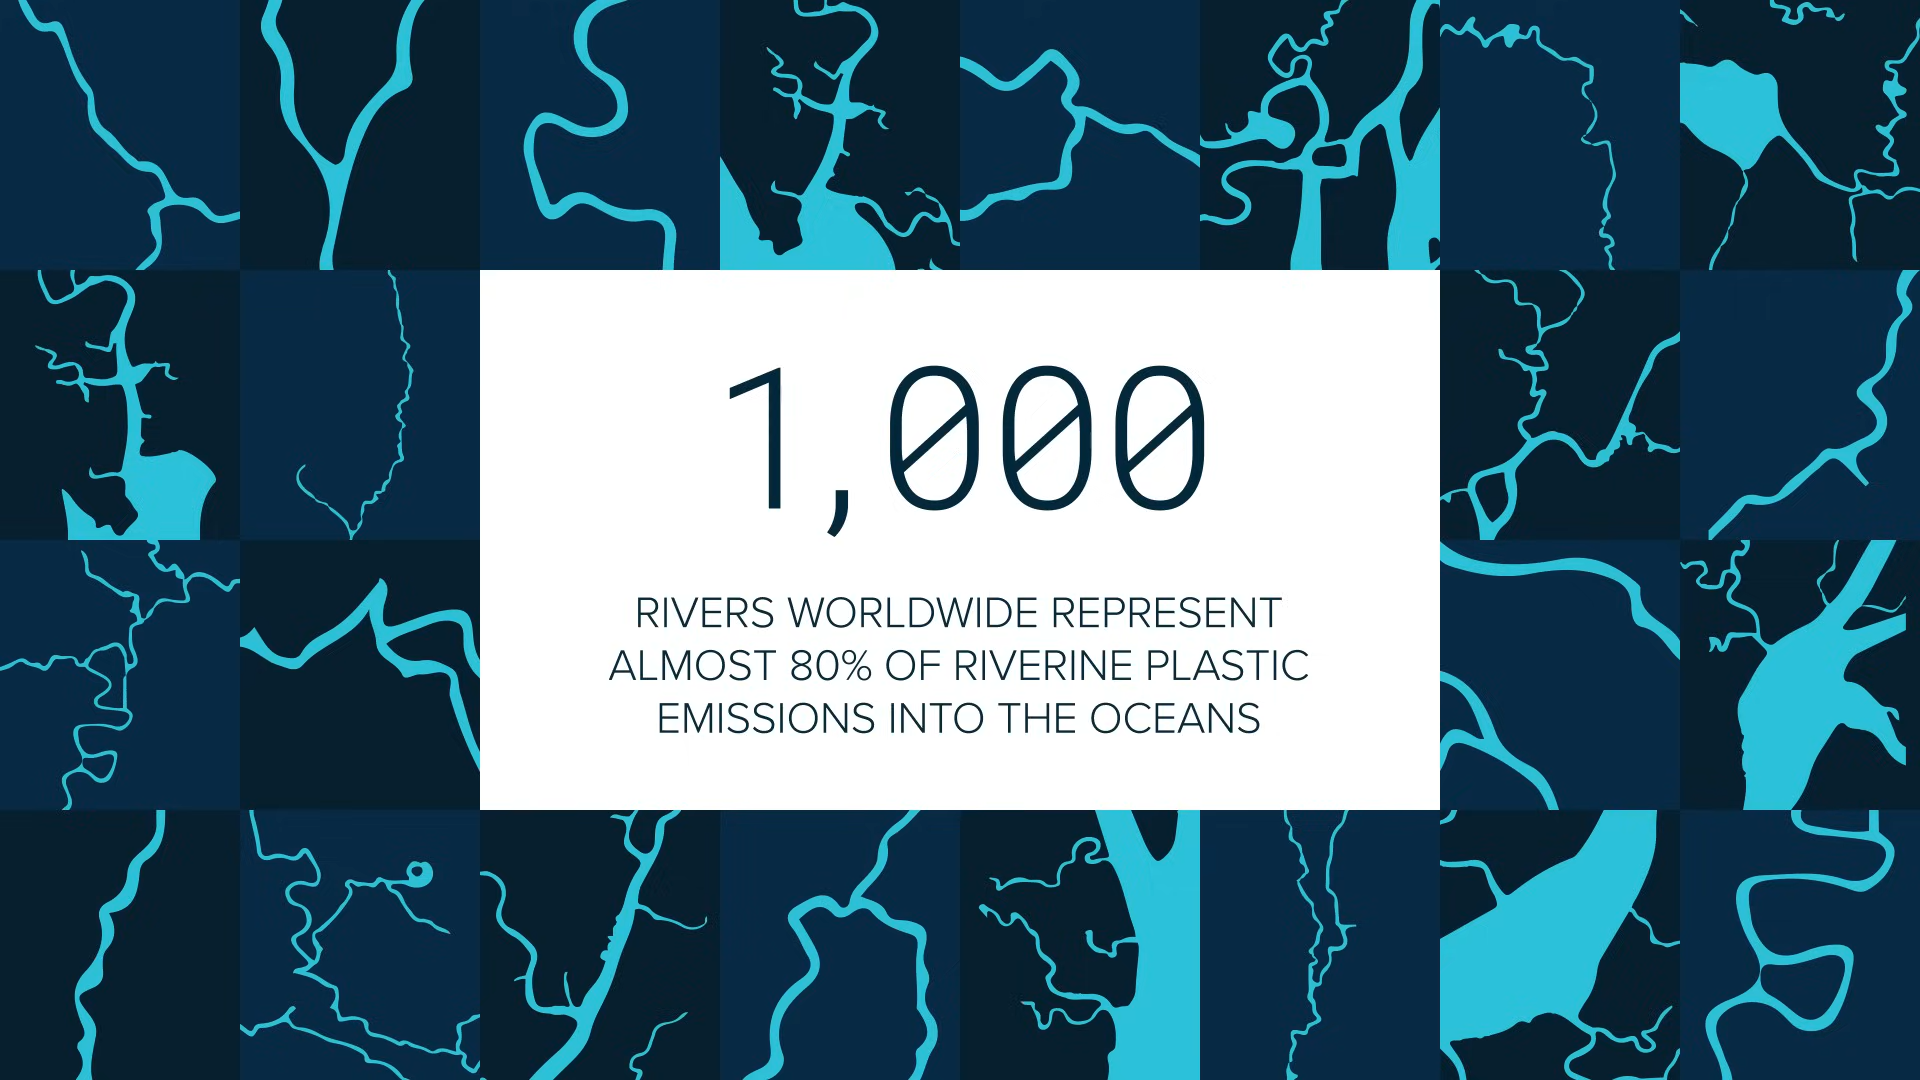 1,000
RIVERS WORLDWIDE REPRESENT
ALMOST 80% OF RIVERINE PLASTIC
EMISSIONS INTO THE OCEANS